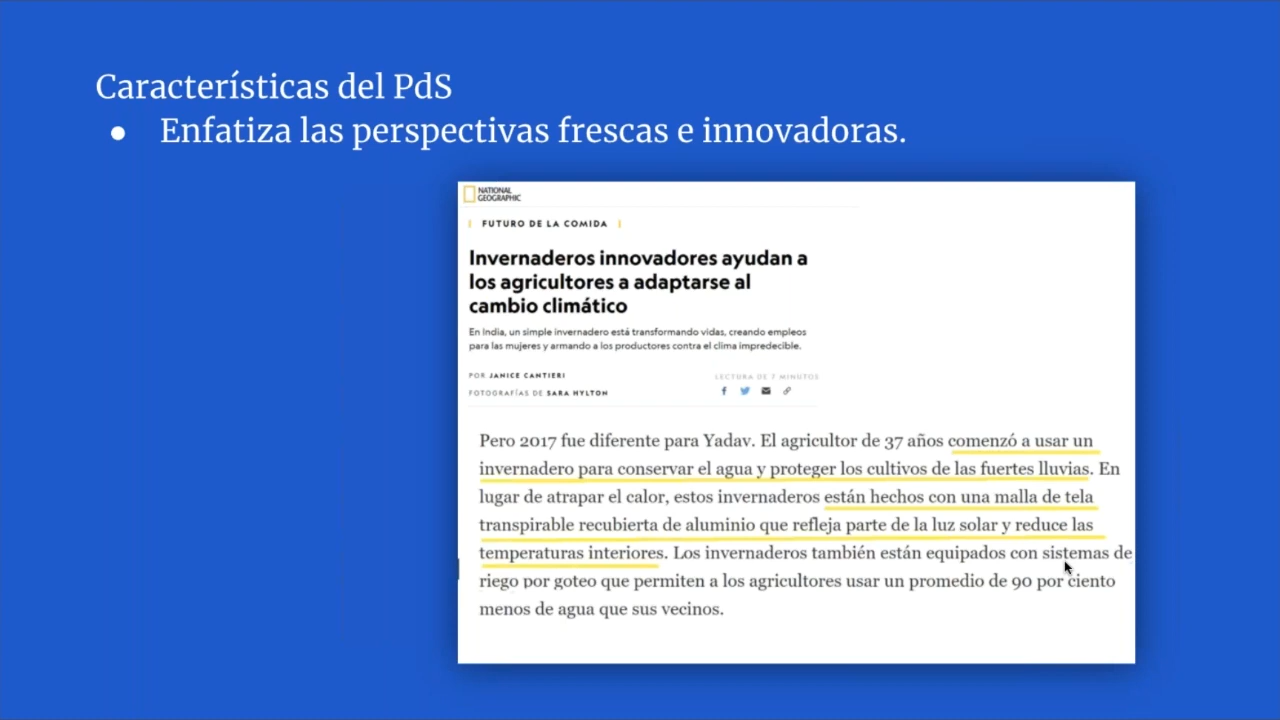 Características del PdS
● Enfatiza las perspectivas frescas e innovadoras.
NATIONAL
GEOGRAPHIC
FUTURO DE LA COMIDA
Invernaderos innovadores ayudan a
los agricultores a adaptarse al
cambio climático
En India, un simple invernadero está transformando vidas, creando empleos
para las mujeres y armando a los productores contra el clima impredecible.
POR JANICE CANTIERI
LECTURA DE 7 MINUTOS
FOTOGRAFÍAS DE SARA HYLTON
Pero 2017 fue diferente para Yadav. El agricultor de 37 años comenzó a usar un
invernadero para conservar el agua y proteger los cultivos de las fuertes lluvias. En
lugar de atrapar el calor, estos invernaderos están hechos con una malla de tela
transpirable recubierta de aluminio que refleja parte de la luz solar y reduce las
temperaturas interiores. Los invernaderos también están equipados con sistemas de
riego por goteo que permiten a los agricultores usar un promedio de 90 por ciento
menos de agua que sus vecinos.